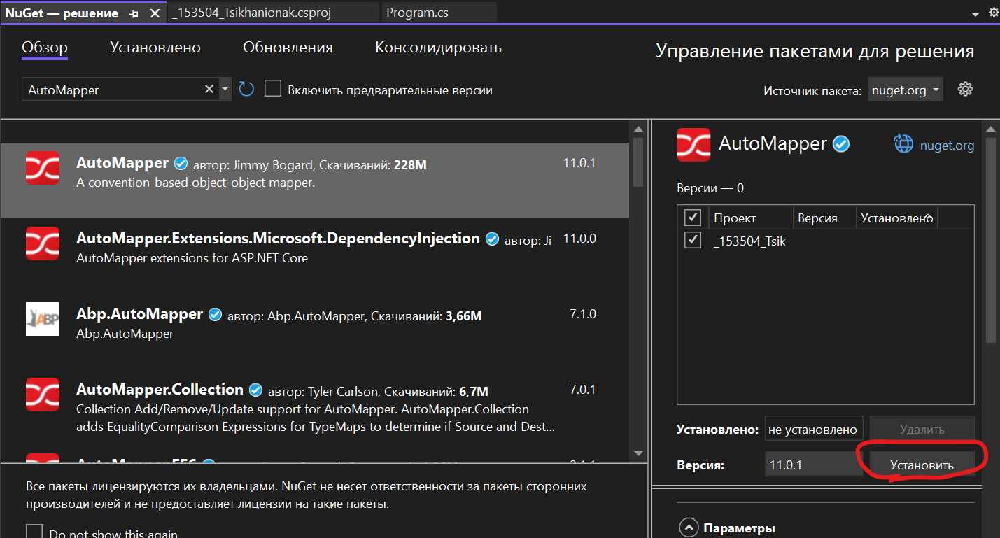 NuGet — решение
_153504_Tsikhanionak.csproj
Program.cs
Обзор
Установлено
Обновления
Консолидировать
Управление пакетами для решения
AutoMapper
Включить предварительные версии
Источник пакета:
nuget.org
AutoMapper автор: Jimmy Bogard, Скачиваний: 228M
11.0.1
A convention-based object-object mapper.
AutoMapper.Extensions.Microsoft.DependencyInjection автор: Ji
11.0.0
AutoMapper extensions for ASP.NET Core
ABP
Abp.AutoMapper автор: Abp.AutoMapper, Скачиваний: 3,66M
7.1.0
Abp.AutoMapper
AutoMapper.Collection автор: Tyler Carlson, Скачиваний: 6,7M
7.0.1
Collection Add/Remove/Update support for AutoMapper. AutoMapper.Collection
adds EqualityComparison Expressions for TypeMaps to determine if Source and Dest...
Все пакеты лицензируются их владельцами. NuGet не несет ответственности за пакеты сторонних
производителей и не предоставляет лицензии на такие пакеты.
Do not show this again
AutoMapper
nuget.org
Версии — 0
Проект
Версия
Установлено
_153504_Tsik
Установлено:
не установлено
Удалить
Версия:
11.0.1
Установить
Параметры